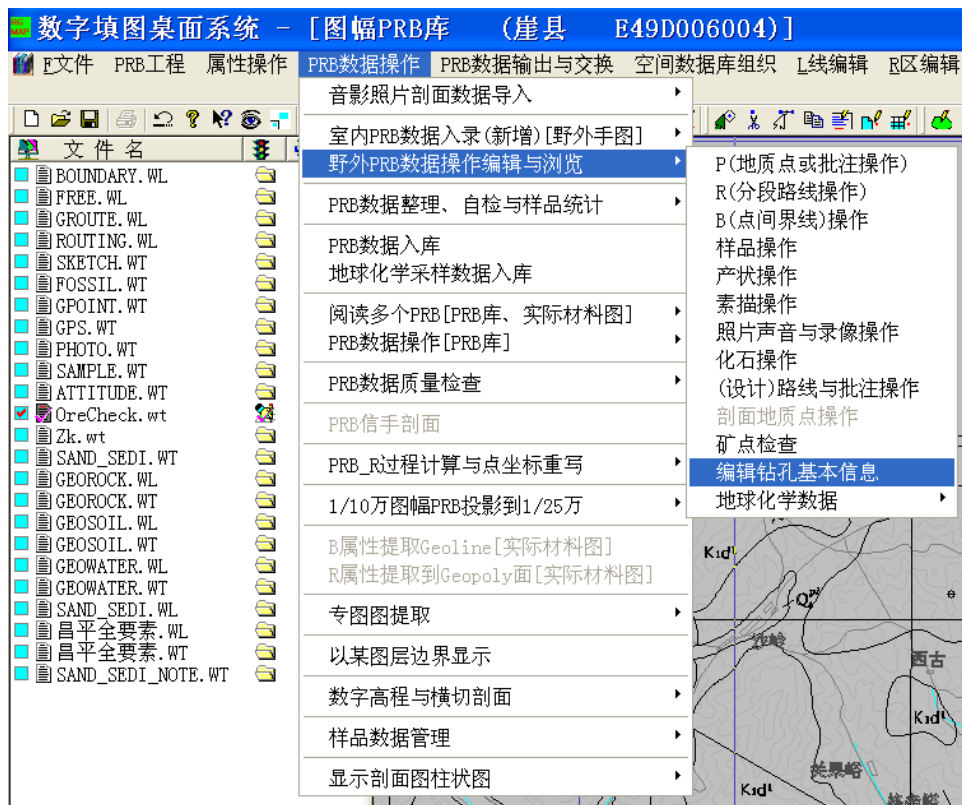 RG MAP 数字填图桌面系统 - [图幅PRB库 (崖县 E49D006004)]
F文件 PRB工程 属性操作 PRB数据操作 PRB数据输出与交换 空间数据库组织 L线编辑 R区编辑
文件名
BOUNDARY.WL
FREE.WL
GROUTE.WL
ROUTING.WL
SKETCH.WT
FOSSIL.WT
GPOINT.WT
GPS.WT
PHOTO.WT
SAMPLE.WT
ATTITUDE.WT
OreCheck.wt
Zk.wt
SAND_SEDI.WT
GEOROCK.WL
GEOROCK.WT
GEOSOIL.WL
GEOSOIL.WT
GEOWATER.WL
GEOWATER.WT
SAND_SEDI.WL
昌平全要素.WL
昌平全要素.WT
SAND_SEDI_NOTE.WT
音影照片剖面数据导入
室内PRB数据入录(新增)[野外手图]
野外PRB数据操作编辑与浏览
PRB数据整理、自检与样品统计
PRB数据入库
地球化学采样数据入库
阅读多个PRB[PRB库、实际材料图]
PRB数据操作[PRB库]
PRB数据质量检查
PRB信手剖面
PRB_R过程计算与点坐标重写
1/10万图幅PRB投影到1/25万
B属性提取Geoline[实际材料图]
R属性提取到Geopoly面[实际材料图]
专图图提取
以某图层边界显示
数字高程与横切剖面
样品数据管理
显示剖面图柱状图
P(地质点或批注操作)
R(分段路线操作)
B(点间界线)操作
样品操作
产状操作
素描操作
照片声音与录像操作
化石操作
(设计)路线与批注操作
剖面地质点操作
矿点检查
编辑钻孔基本信息
地球化学数据
K1d1
西古
K1d1
K1d1